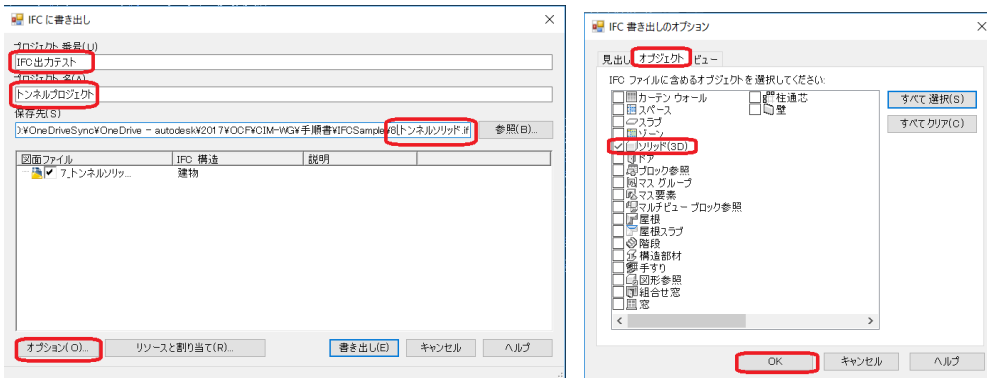 IFC に書き出し
プロジェクト 番号(U)
IFC出力テスト
プロジェクト 名(A)
トンネルプロジェクト
保存先(S)
):¥OneDriveSync¥OneDrive - autodesk¥2017¥OCF¥CIM-WG¥手順書¥IFCSample¥8_トンネルソリッド.if
参照(B)...
図面ファイル IFC 構造 説明
7_トンネルソリッ... 建物
オプション(O)... リソースと割り当て(R)... 書き出し(E) キャンセル ヘルプ
IFC 書き出しのオプション
見出し オブジェクト ビュー
IFC ファイルに含めるオブジェクトを選択してください:
カーテン ウォール
スペース
スラブ
ゾーン
ソリッド(3D)
ドア
ブロック参照
マス グループ
マス要素
マルチビュー ブロック参照
屋根
屋根スラブ
階段
構造部材
手すり
図形参照
組合せ窓
窓
柱通芯
壁
すべて 選択(S)
すべて クリア(C)
OK キャンセル ヘルプ